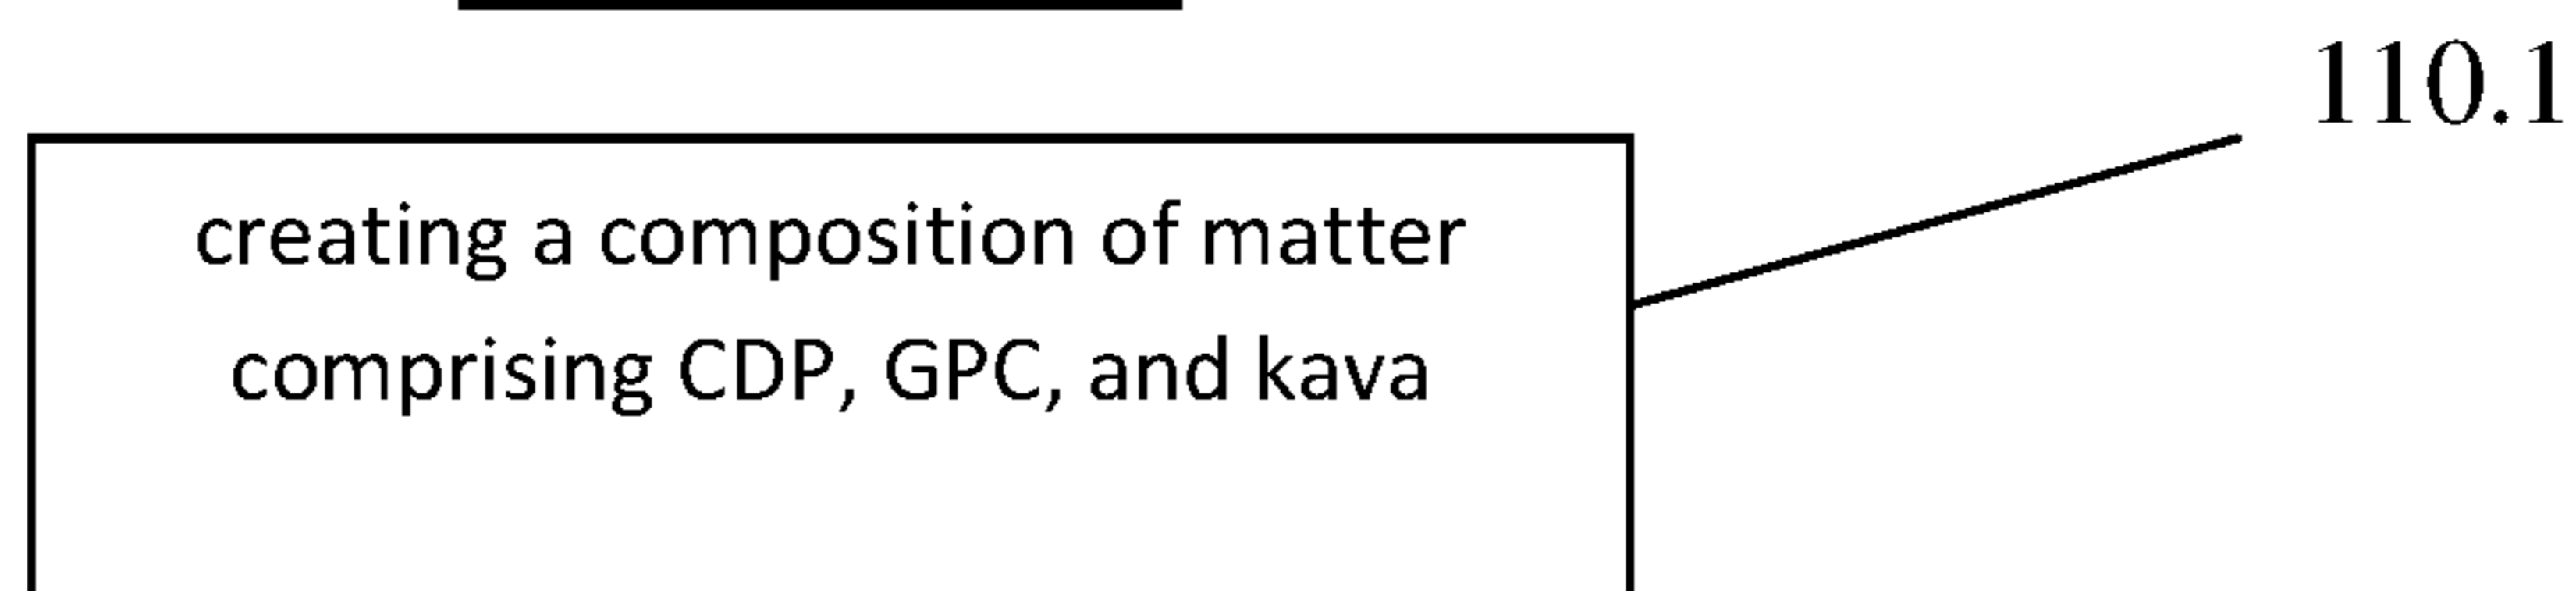 110.1
creating a composition of matter
comprising CDP, GPC, and kava